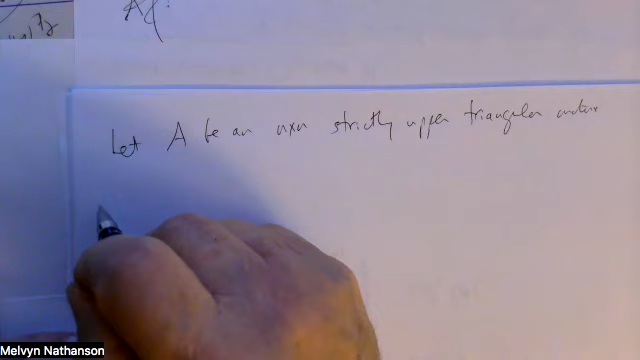 Let A be an nxn strictly upper triangular matrix
Melvyn Nathanson